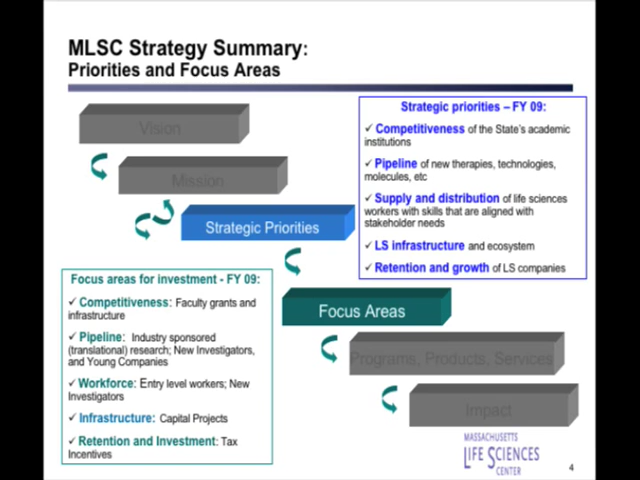 MLSC Strategy Summary:
Priorities and Focus Areas
Vision
Mission
Strategic Priorities
Focus Areas
Programs, Products, Services
Impact
Strategic priorities – FY 09:
✓ Competitiveness of the State's academic
institutions
✓ Pipeline of new therapies, technologies,
molecules, etc
✓ Supply and distribution of life sciences
workers with skills that are aligned with
stakeholder needs
✓ LS infrastructure and ecosystem
✓ Retention and growth of LS companies
Focus areas for investment - FY 09:
✓ Competitiveness: Faculty grants and
infrastructure
✓ Pipeline: Industry sponsored
(translational) research; New Investigators,
and Young Companies
✓ Workforce: Entry level workers; New
Investigators
✓ Infrastructure: Capital Projects
✓ Retention and Investment: Tax
Incentives
MASSACHUSETTS
LIFE SCIENCES
CENTER
4